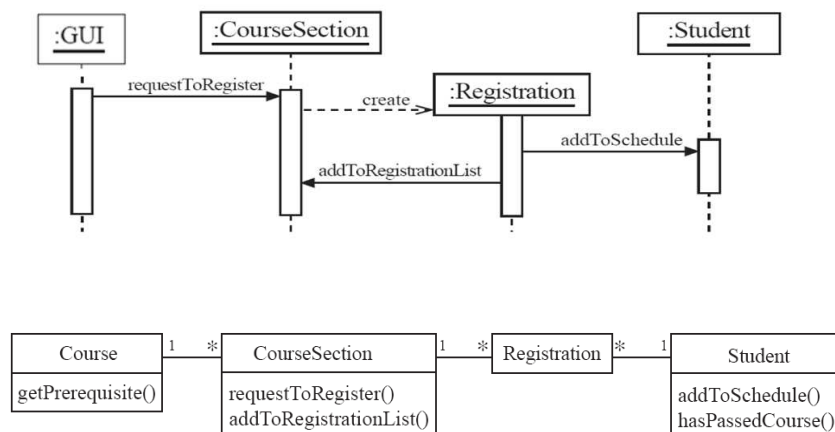 :GUI
:CourseSection
:Student
requestToRegister
create
:Registration
addToSchedule
addToRegistrationList
Course
1
*
CourseSection
1
*
Registration
*
1
Student
getPrerequisite()
requestToRegister()
addToRegistrationList()
addToSchedule()
hasPassedCourse()